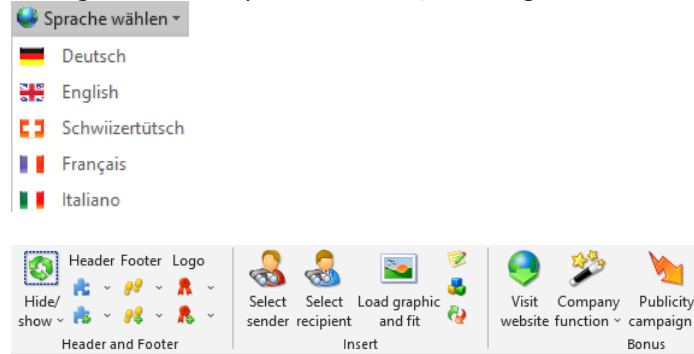 Sprache wählen
Deutsch
English
Schwiizertütsch
Français
Italiano
Header Footer Logo
Hide/
show
Select
sender
Select
recipient
Load graphic
and fit
Visit
website
Company
function
Publicity
campaign
Header and Footer
Insert
Bonus